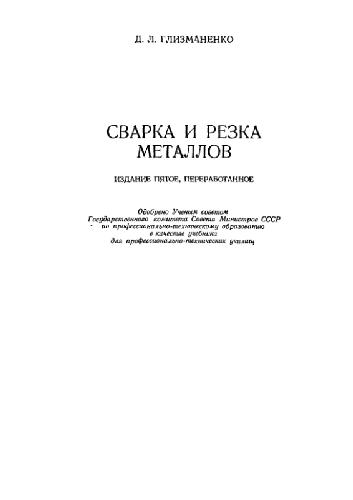 Д. Л. ГЛИЗМАНЕНКО
СВАРКА И РЕЗКА
МЕТАЛЛОВ
ИЗДАНИЕ ПЯТОЕ, ПЕРЕРАБОТАННОЕ
Одобрено Ученым советом
Государственного комитета Совета Министров СССР
по профессионально-техническому образованию
в качестве учебника
для профессионально-технических училищ